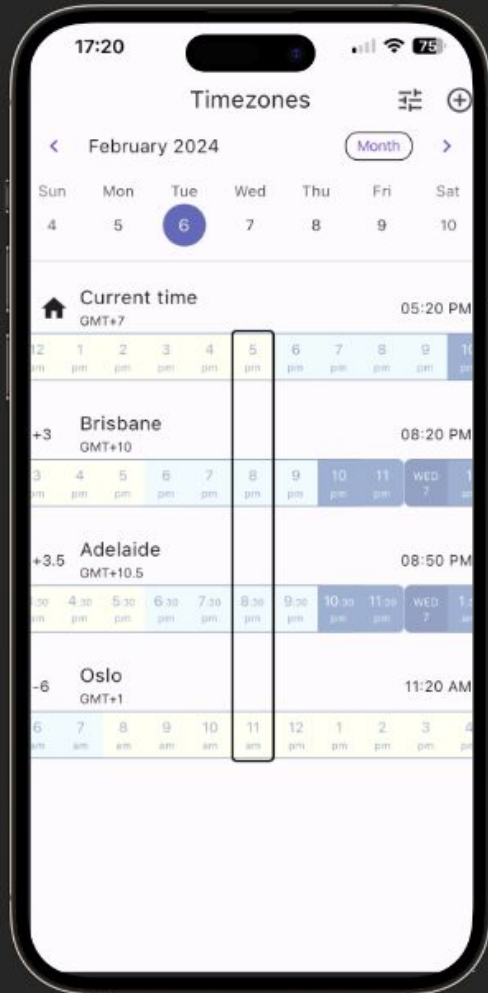 17:20
75
Timezones
February 2024
Month
Sun Mon Tue Wed Thu Fri Sat
4 5 6 7 8 9 10
Current time
GMT+7
05:20 PM
12 1 2 3 4 5 6 7 8 9 10
pm pm pm pm pm pm pm pm pm pm
Brisbane
+3
GMT+10
08:20 PM
3 4 5 6 7 8 9 10 11 WED
pm pm pm pm pm pm pm pm pm 7
Adelaide
+3.5
GMT+10.5
08:50 PM
4:30 5:30 6:30 7:30 8:30 9:30 10:30 11:30 WED
pm pm pm pm pm pm pm pm 7
Oslo
-6
GMT+1
11:20 AM
6 7 8 9 10 11 12 1 2 3 4
am am am am am am pm pm pm pm